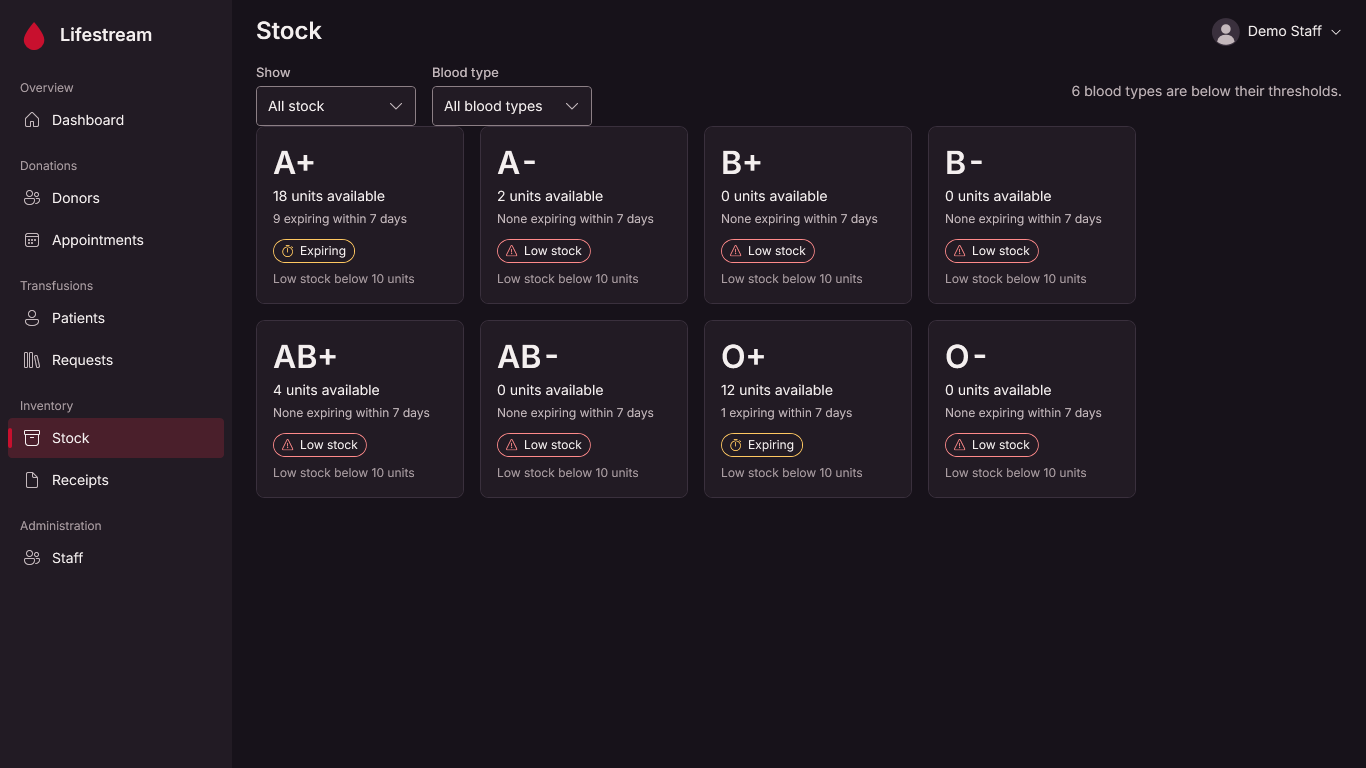 Lifestream
Overview
Dashboard
Donations
Donors
Appointments
Transfusions
Patients
Requests
Inventory
Stock
Receipts
Administration
Staff
Stock
Demo Staff
Show
All stock
Blood type
All blood types
6 blood types are below their thresholds.
A+
18 units available
9 expiring within 7 days
Expiring
Low stock below 10 units
A-
2 units available
None expiring within 7 days
Low stock
Low stock below 10 units
B+
0 units available
None expiring within 7 days
Low stock
Low stock below 10 units
B-
0 units available
None expiring within 7 days
Low stock
Low stock below 10 units
AB+
4 units available
None expiring within 7 days
Low stock
Low stock below 10 units
AB-
0 units available
None expiring within 7 days
Low stock
Low stock below 10 units
O+
12 units available
1 expiring within 7 days
Expiring
Low stock below 10 units
O-
0 units available
None expiring within 7 days
Low stock
Low stock below 10 units